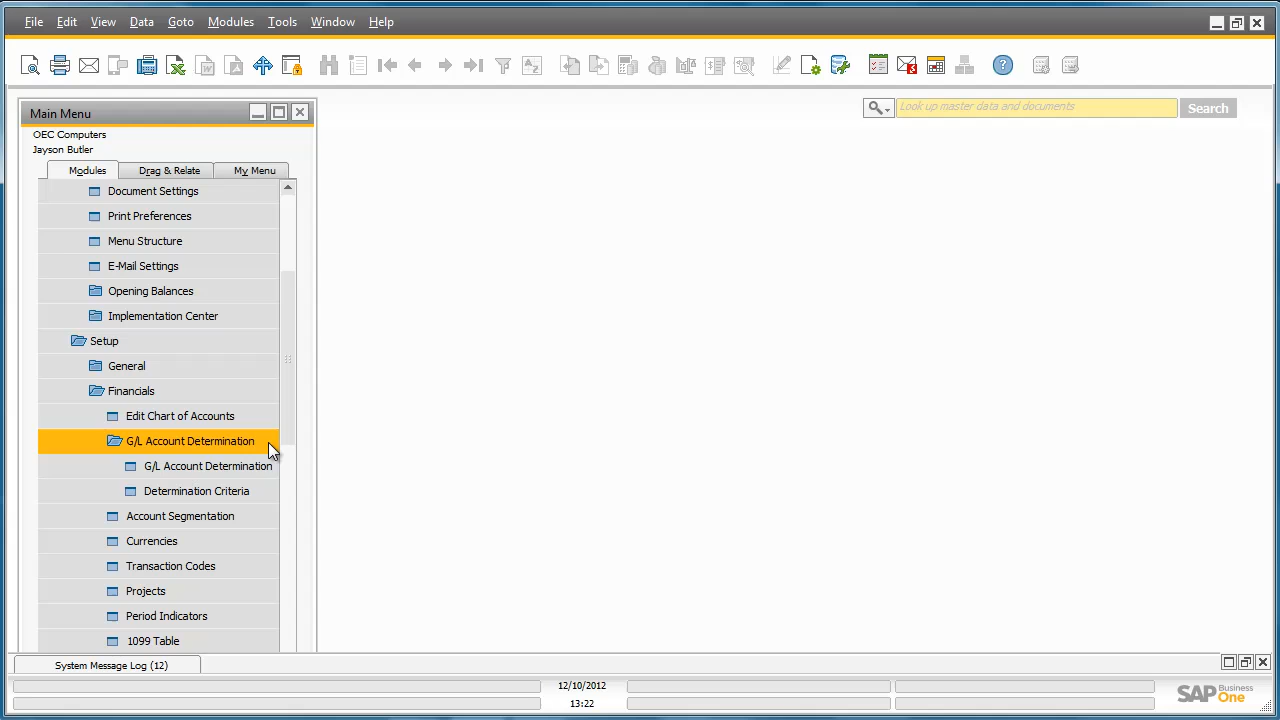 File Edit View Data Goto Modules Tools Window Help
Main Menu
Look up master data and documents
Search
OEC Computers
Jayson Butler
Modules Drag & Relate My Menu
Document Settings
Print Preferences
Menu Structure
E-Mail Settings
Opening Balances
Implementation Center
Setup
General
Financials
Edit Chart of Accounts
G/L Account Determination
G/L Account Determination
Determination Criteria
Account Segmentation
Currencies
Transaction Codes
Projects
Period Indicators
1099 Table
System Message Log (12)
12/10/2012
13:22
SAP Business One